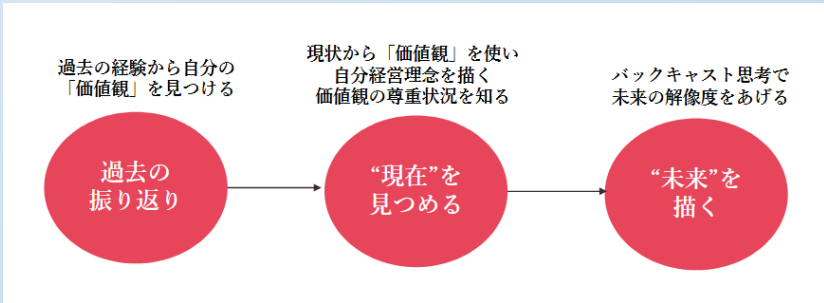 過去の経験から自分の
「価値観」を見つける
過去の
振り返り
現状から「価値観」を使い
自分経営理念を描く
価値観の尊重状況を知る
“現在”を
見つめる
バックキャスト思考で
未来の解像度をあげる
“未来”を
描く